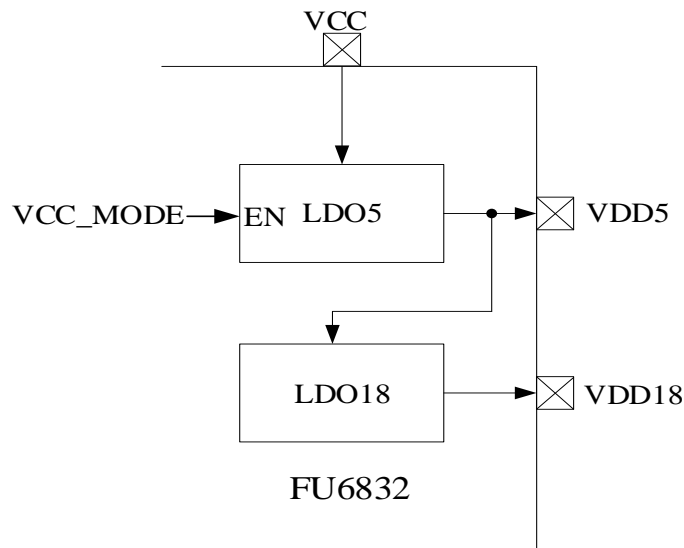 VCC
VCC_MODE
EN
LDO5
VDD5
LDO18
VDD18
FU6832